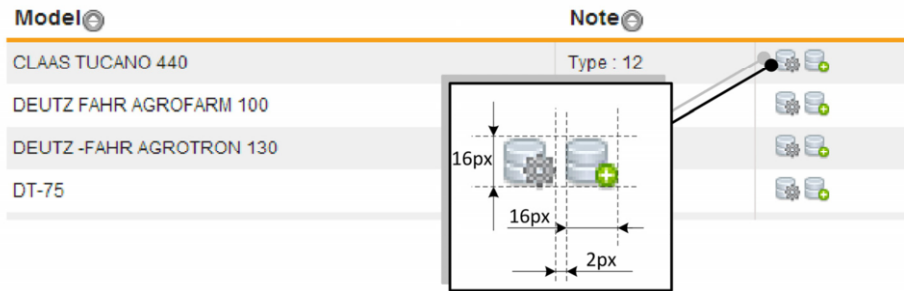 Model Note
CLAAS TUCANO 440 Type : 12
DEUTZ FAHR AGROFARM 100
DEUTZ -FAHR AGROTRON 130
16px
DT-75
16px
2px